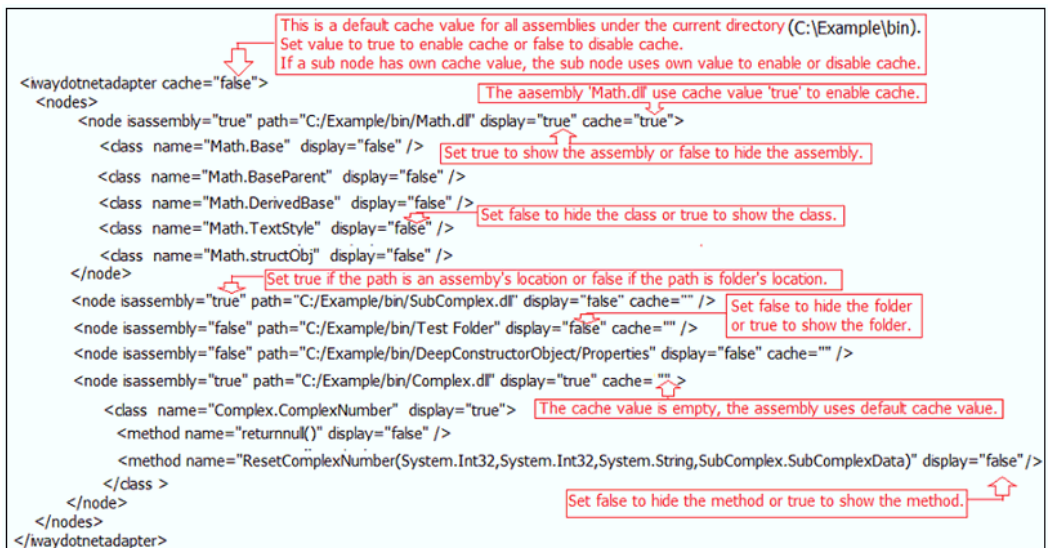 This is a default cache value for all assemblies under the current directory (C:\Example\bin).
Set value to true to enable cache or false to disable cache.
If a sub node has own cache value, the sub node uses own value to enable or disable cache.
<iwaydotnetadapter cache="false">
The aasembly 'Math.dll' use cache value 'true' to enable cache.
<nodes>
<node isassembly="true" path="C:/Example/bin/Math.dll" display="true" cache="true">
<class name="Math.Base" display="false" />
Set true to show the assembly or false to hide the assembly.
<class name="Math.BaseParent" display="false" />
<class name="Math.DerivedBase" display="false" />
Set false to hide the class or true to show the class.
<class name="Math.TextStyle" display="false" />
<class name="Math.structObj" display="false" />
</node>
Set true if the path is an assemby's location or false if the path is folder's location.
<node isassembly="true" path="C:/Example/bin/SubComplex.dll" display="false" cache="" />
Set false to hide the folder
or true to show the folder.
<node isassembly="false" path="C:/Example/bin/Test Folder" display="false" cache="" />
<node isassembly="false" path="C:/Example/bin/DeepConstructorObject/Properties" display="false" cache="" />
<node isassembly="true" path="C:/Example/bin/Complex.dll" display="true" cache= "" >
<class name="Complex.ComplexNumber" display="true">
The cache value is empty, the assembly uses default cache value.
<method name="returnnull()" display="false" />
<method name="ResetComplexNumber(System.Int32,System.Int32,System.String,SubComplex.SubComplexData)" display="false"/>
</class >
Set false to hide the method or true to show the method.
</node>
</nodes>
</iwaydotnetadapter>